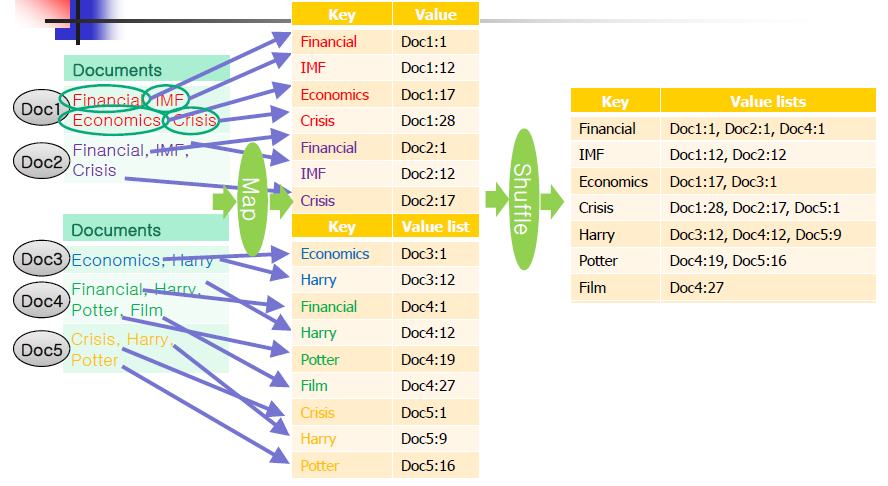 Documents
Doc1
Financial, IMF
Economics, Crisis
Doc2
Financial, IMF,
Crisis
Documents
Doc3
Economics, Harry
Doc4
Financial, Harry,
Potter, Film
Doc5
Crisis, Harry,
Potter
Map
Key Value
Financial Doc1:1
IMF Doc1:12
Economics Doc1:17
Crisis Doc1:28
Financial Doc2:1
IMF Doc2:12
Crisis Doc2:17
Key Value list
Economics Doc3:1
Harry Doc3:12
Financial Doc4:1
Harry Doc4:12
Potter Doc4:19
Film Doc4:27
Crisis Doc5:1
Harry Doc5:9
Potter Doc5:16
Shuffle
Key Value lists
Financial Doc1:1, Doc2:1, Doc4:1
IMF Doc1:12, Doc2:12
Economics Doc1:17, Doc3:1
Crisis Doc1:28, Doc2:17, Doc5:1
Harry Doc3:12, Doc4:12, Doc5:9
Potter Doc4:19, Doc5:16
Film Doc4:27